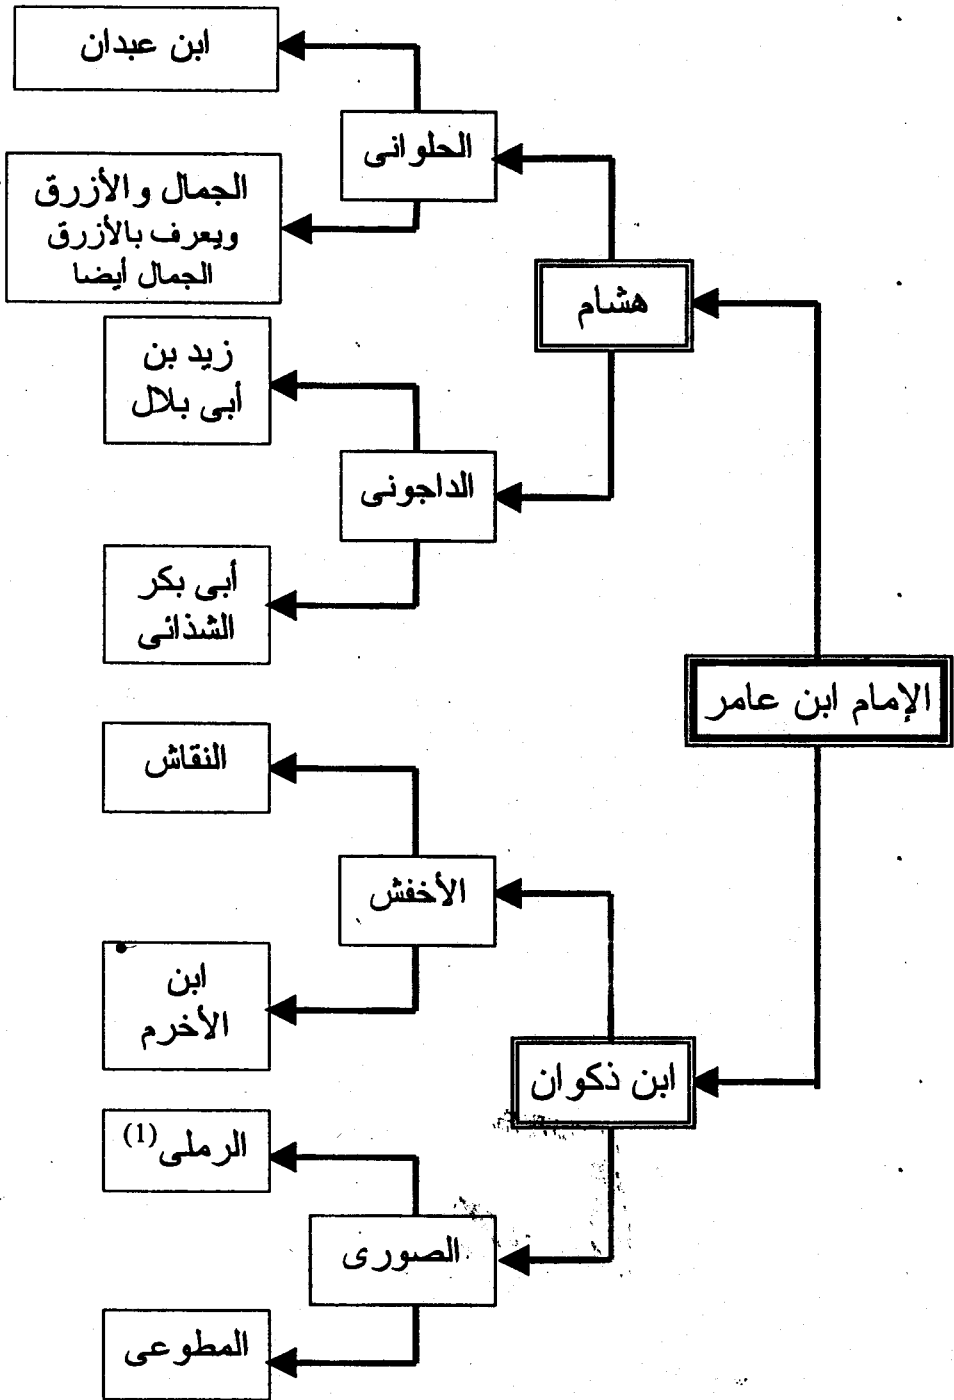 ابن عبدان
الحلوانى
الجمال والأزرق
ويعرف بالأزرق
الجمال أيضا
هشام
زيد بن
أبى بلال
الداجونى
أبى بكر
الشذائى
الإمام ابن عامر
النقاش
الأخفش
ابن
الأخرم
ابن ذكوان
الرملى(1)
الصورى
المطوعى